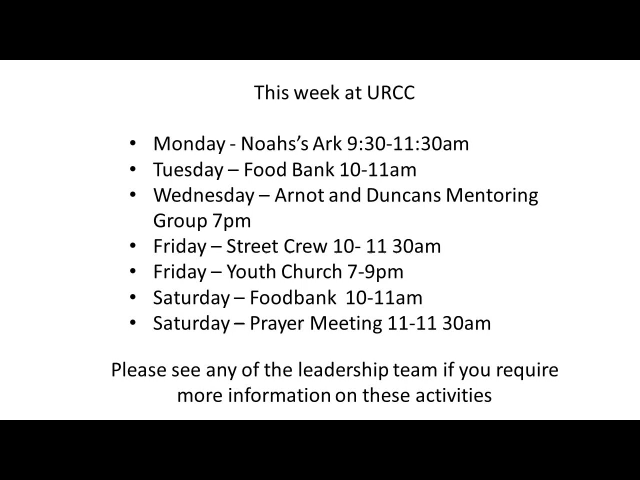 This week at URCC
• Monday - Noahs’s Ark 9:30-11:30am
• Tuesday – Food Bank 10-11am
• Wednesday – Arnot and Duncans Mentoring
Group 7pm
• Friday – Street Crew 10- 11 30am
• Friday – Youth Church 7-9pm
• Saturday – Foodbank  10-11am
• Saturday – Prayer Meeting 11-11 30am
Please see any of the leadership team if you require
more information on these activities